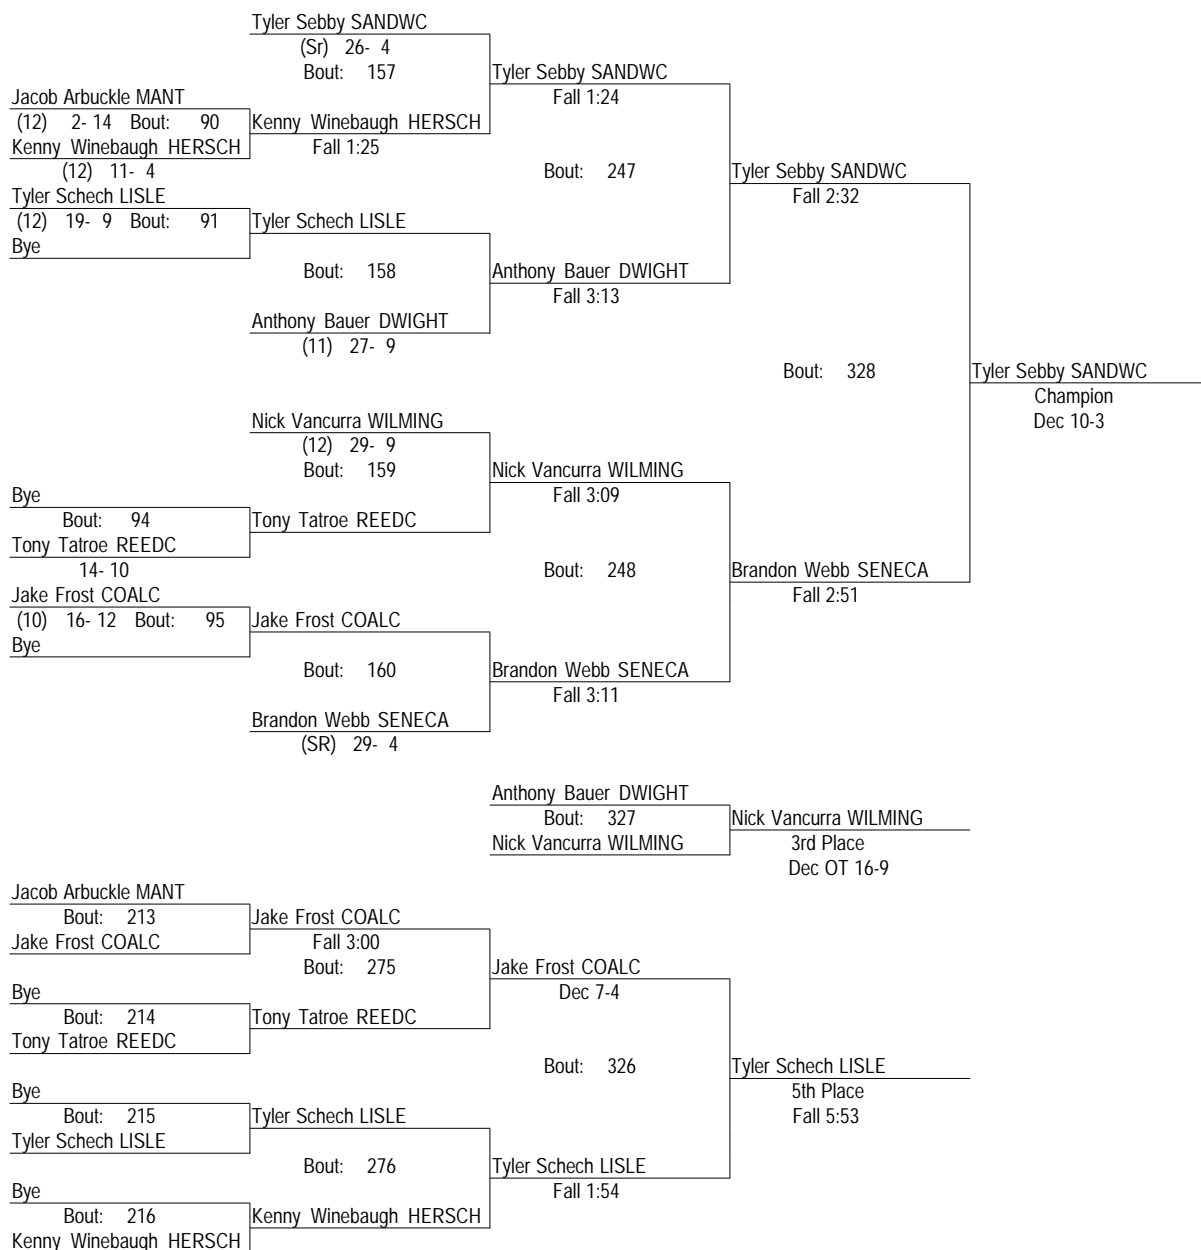 Tyler Sebby SANDWC
(Sr) 26- 4
Bout: 157
Tyler Sebby SANDWC
Fall 1:24
Jacob Arbuckle MANT
(12) 2- 14 Bout: 90
Kenny Winebaugh HERSCH
Kenny Winebaugh HERSCH
Fall 1:25
(12) 11- 4
Bout: 247
Tyler Sebby SANDWC
Fall 2:32
Tyler Schech LISLE
(12) 19- 9 Bout: 91
Tyler Schech LISLE
Bye
Bout: 158
Anthony Bauer DWIGHT
Fall 3:13
Anthony Bauer DWIGHT
(11) 27- 9
Bout: 328
Tyler Sebby SANDWC
Champion
Dec 10-3
Nick Vancurra WILMING
(12) 29- 9
Bout: 159
Nick Vancurra WILMING
Fall 3:09
Bye
Bout: 94
Tony Tatroe REEDC
Tony Tatroe REEDC
14- 10
Bout: 248
Brandon Webb SENECA
Fall 2:51
Jake Frost COALC
(10) 16- 12 Bout: 95
Jake Frost COALC
Bye
Bout: 160
Brandon Webb SENECA
Fall 3:11
Brandon Webb SENECA
(SR) 29- 4
Anthony Bauer DWIGHT
Bout: 327
Nick Vancurra WILMING
Nick Vancurra WILMING
3rd Place
Dec OT 16-9
Jacob Arbuckle MANT
Bout: 213
Jake Frost COALC
Jake Frost COALC
Fall 3:00
Bout: 275
Jake Frost COALC
Dec 7-4
Bye
Bout: 214
Tony Tatroe REEDC
Tony Tatroe REEDC
Bout: 326
Tyler Schech LISLE
5th Place
Fall 5:53
Bye
Bout: 215
Tyler Schech LISLE
Tyler Schech LISLE
Bout: 276
Tyler Schech LISLE
Fall 1:54
Bye
Bout: 216
Kenny Winebaugh HERSCH
Kenny Winebaugh HERSCH